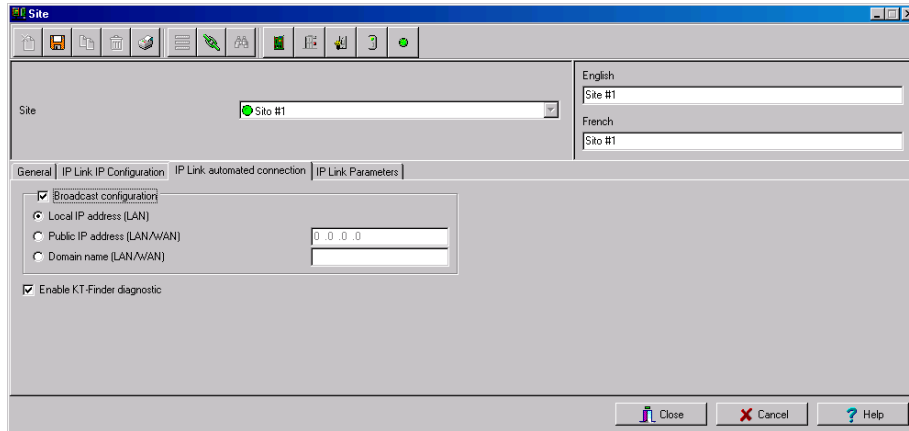 Site
English
Site #1
Site
Sito #1
French
Sito #1
General
IP Link IP Configuration
IP Link automated connection
IP Link Parameters
Broadcast configuration
Local IP address (LAN)
Public IP address (LAN/WAN)
0 .0 .0 .0
Domain name (LAN/WAN)
Enable KT-Finder diagnostic
Close
Cancel
Help